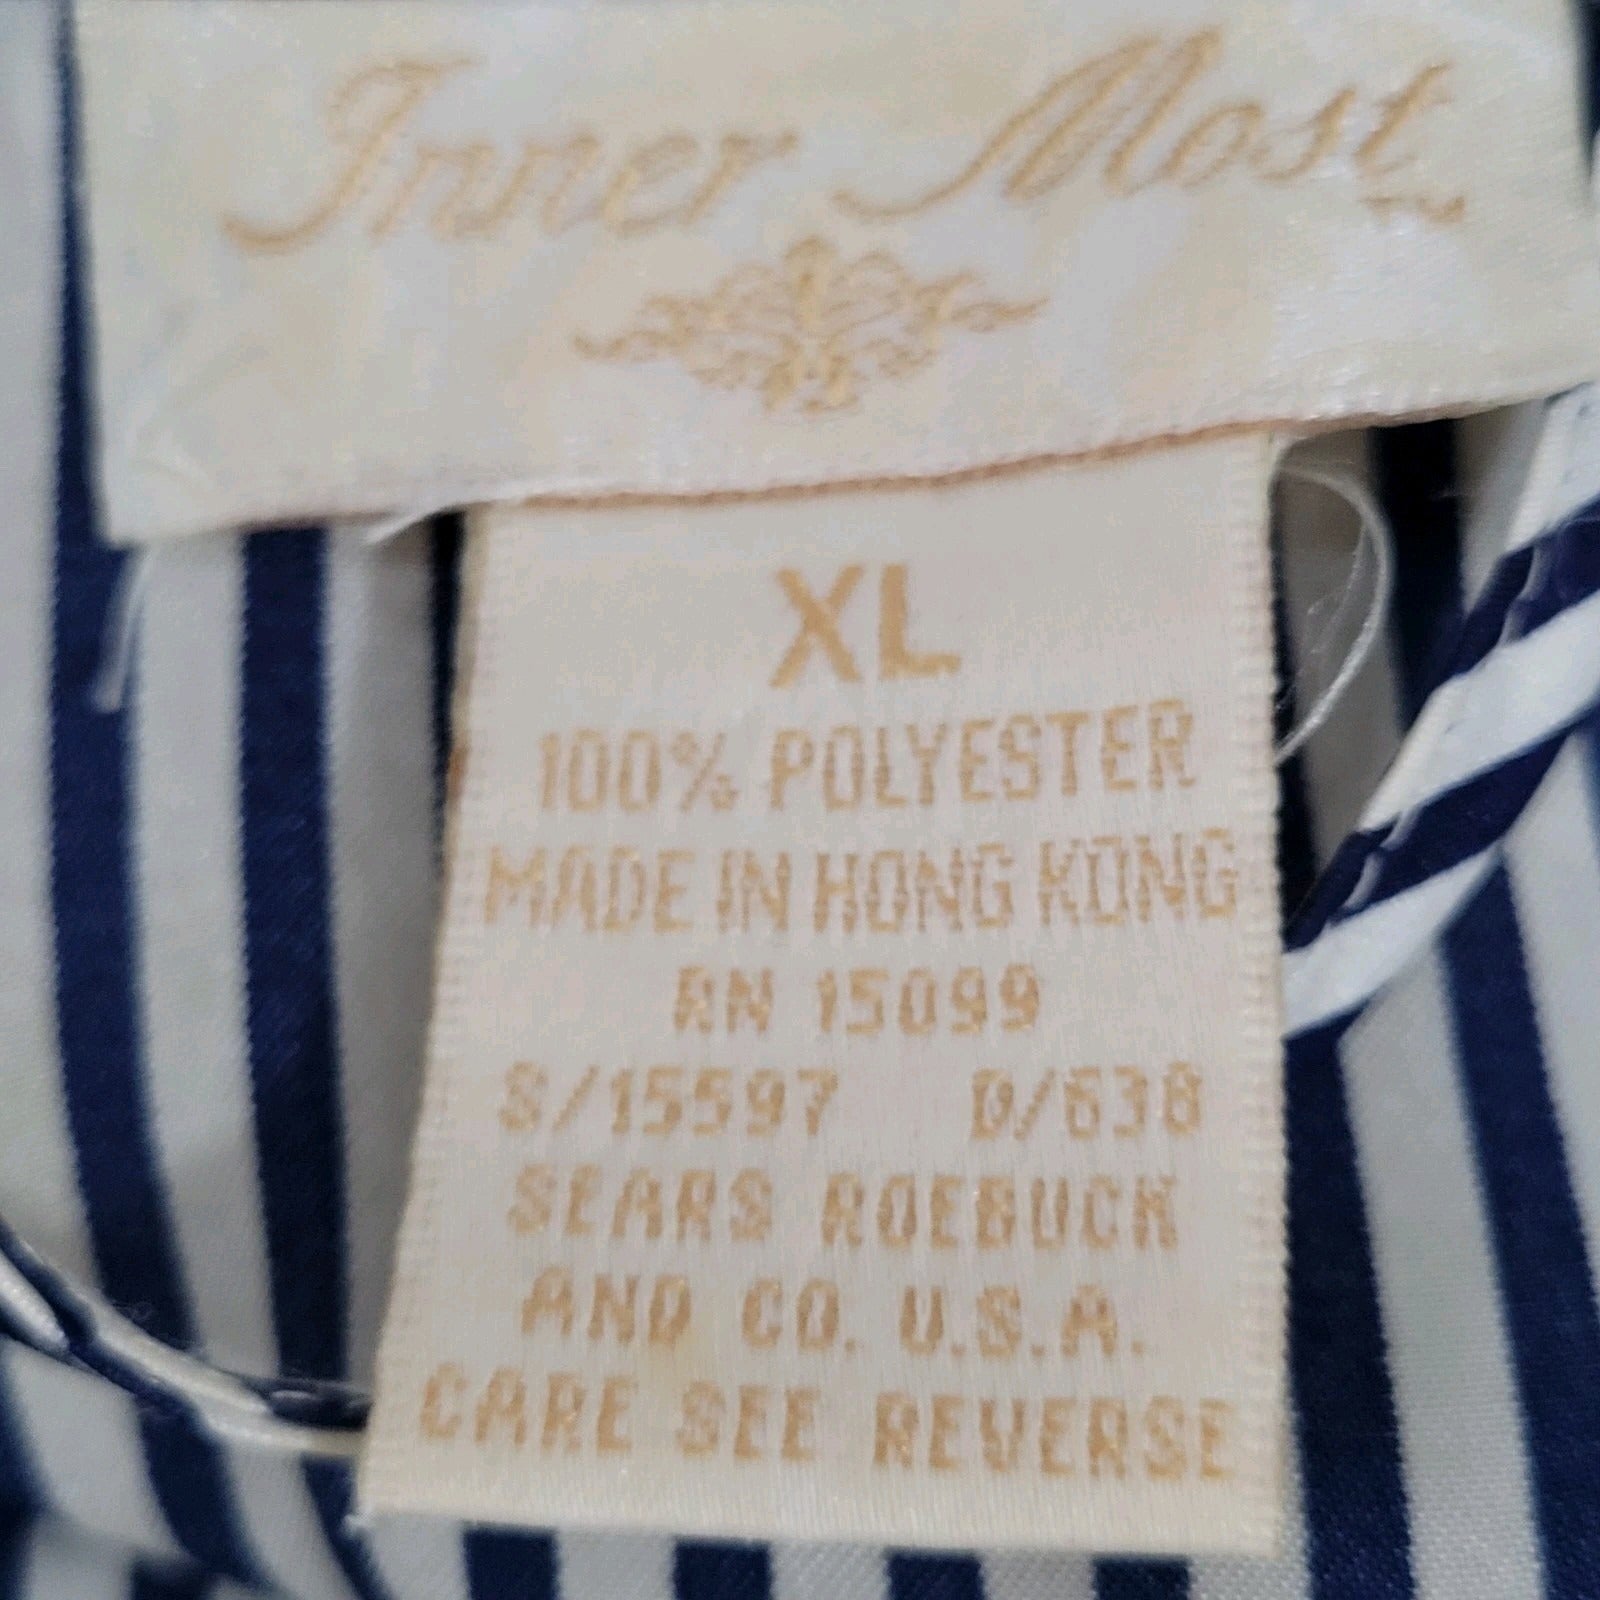 Inner Most TM
XL
100% POLYESTER
MADE IN HONG KONG
RN 15099
S/15597 D/638
SEARS ROEBUCK
AND CO. U.S.A.
CARE SEE REVERSE